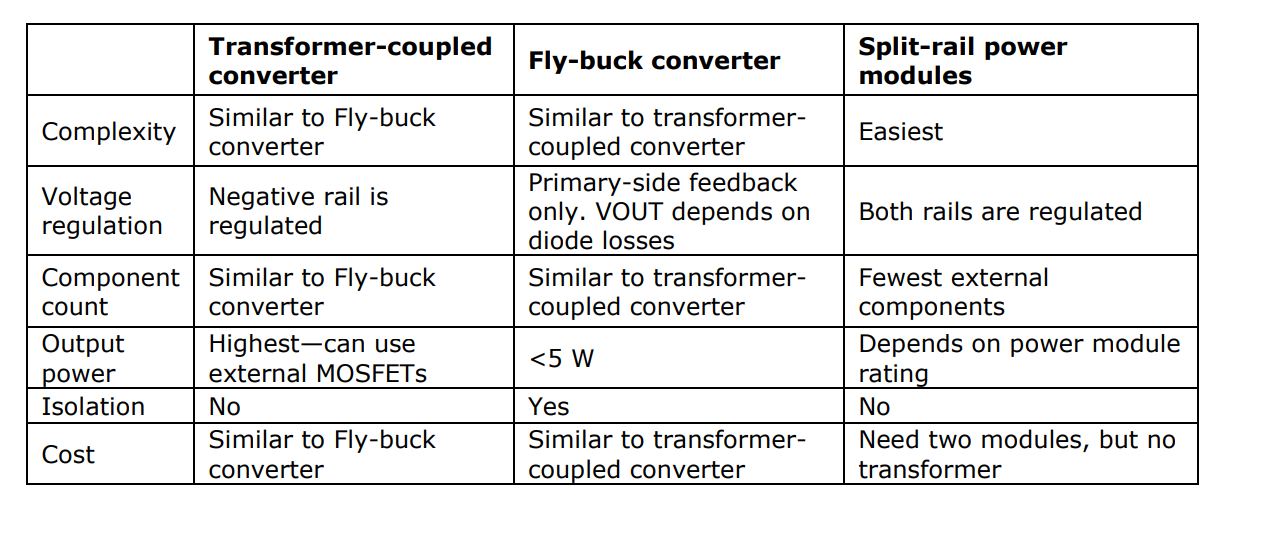 Transformer-coupled
converter
Fly-buck converter
Split-rail power
modules
Complexity
Similar to Fly-buck
converter
Similar to transformer-
coupled converter
Easiest
Voltage
regulation
Negative rail is
regulated
Primary-side feedback
only. VOUT depends on
diode losses
Both rails are regulated
Component
count
Similar to Fly-buck
converter
Similar to transformer-
coupled converter
Fewest external
components
Output
power
Highest—can use
external MOSFETs
<5 W
Depends on power module
rating
Isolation
No
Yes
No
Cost
Similar to Fly-buck
converter
Similar to transformer-
coupled converter
Need two modules, but no
transformer